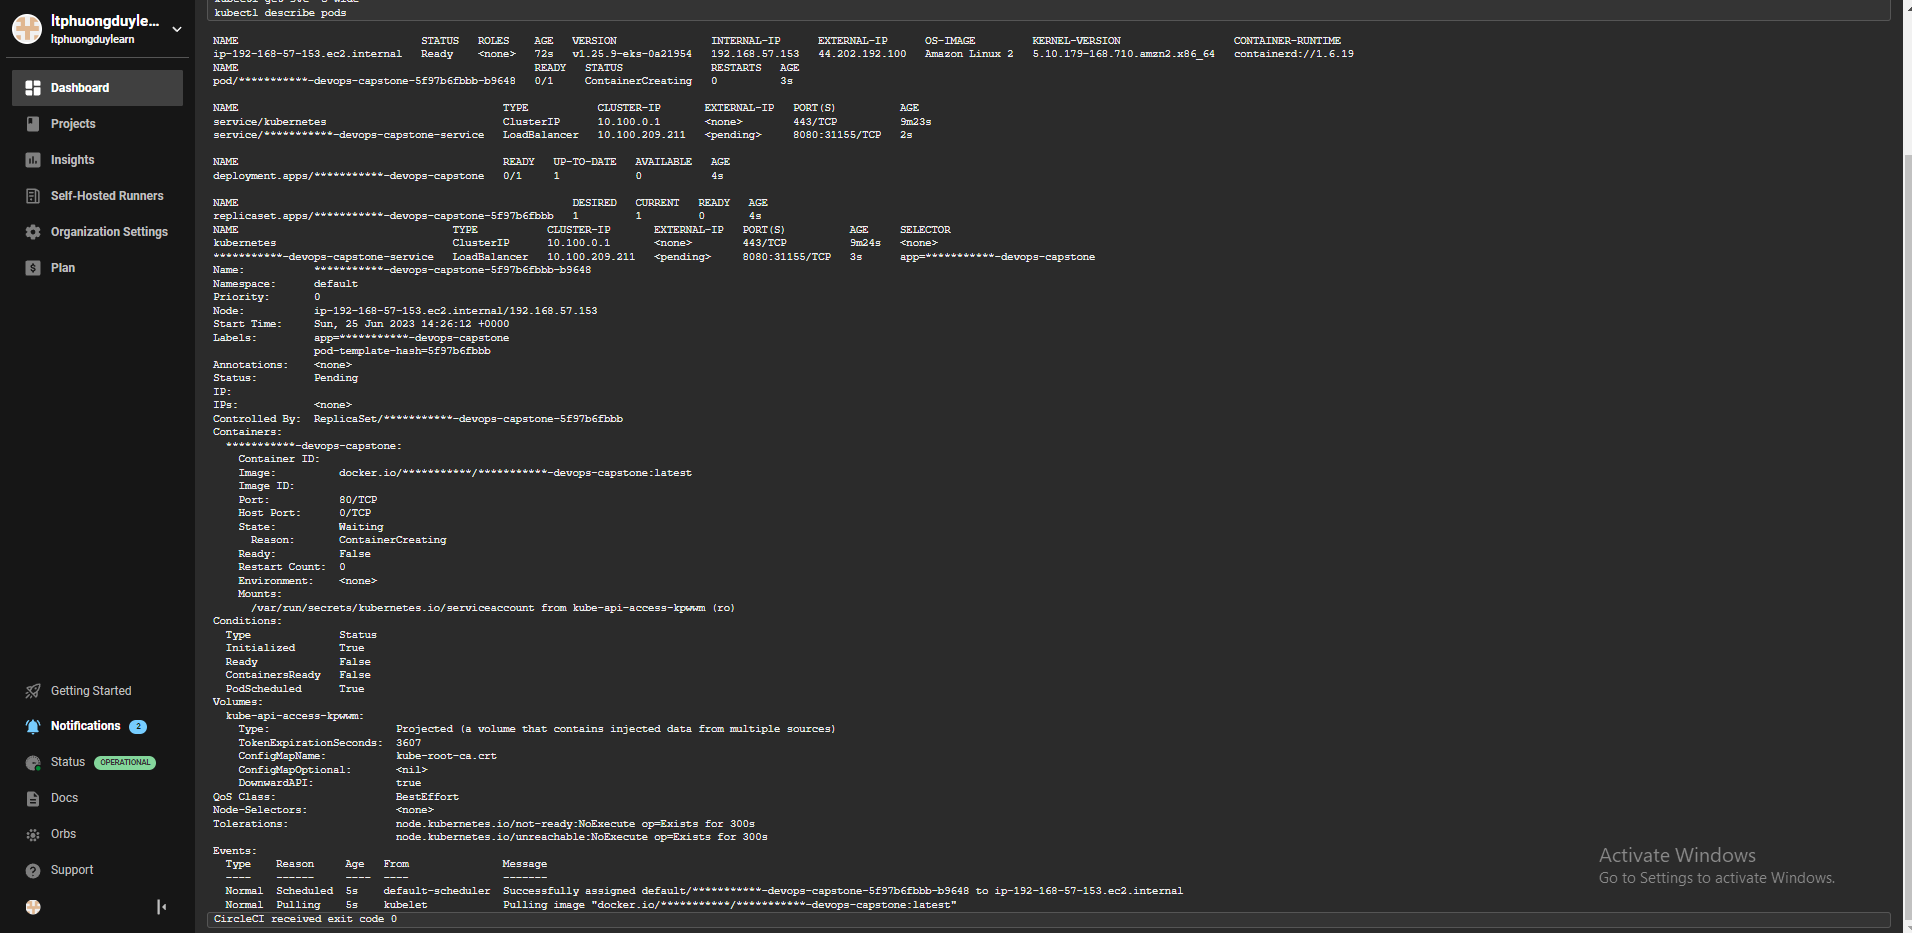 ltphuongduyle...
ltphuongduylearn
Dashboard
Projects
Insights
Self-Hosted Runners
Organization Settings
$ Plan
Getting Started
Notifications 2
Status OPERATIONAL
Docs
Orbs
? Support
kubectl get svc -o wide
kubectl describe pods
NAME STATUS ROLES AGE VERSION INTERNAL-IP EXTERNAL-IP OS-IMAGE KERNEL-VERSION CONTAINER-RUNTIME
ip-192-168-57-153.ec2.internal Ready <none> 72s v1.25.9-eks-0a21954 192.168.57.153 44.202.192.100 Amazon Linux 2 5.10.179-168.710.amzn2.x86_64 containerd://1.6.19
NAME READY STATUS RESTARTS AGE
pod/***********-devops-capstone-5f97b6fbbb-b9648 0/1 ContainerCreating 0 3s
NAME TYPE CLUSTER-IP EXTERNAL-IP PORT(S) AGE
service/kubernetes ClusterIP 10.100.0.1 <none> 443/TCP 9m23s
service/***********-devops-capstone-service LoadBalancer 10.100.209.211 <pending> 8080:31155/TCP 2s
NAME READY UP-TO-DATE AVAILABLE AGE
deployment.apps/***********-devops-capstone 0/1 1 0 4s
NAME DESIRED CURRENT READY AGE
replicaset.apps/***********-devops-capstone-5f97b6fbbb 1 1 0 4s
NAME TYPE CLUSTER-IP EXTERNAL-IP PORT(S) AGE SELECTOR
kubernetes ClusterIP 10.100.0.1 <none> 443/TCP 9m24s <none>
***********-devops-capstone-service LoadBalancer 10.100.209.211 <pending> 8080:31155/TCP 3s app=***********-devops-capstone
Name: ***********-devops-capstone-5f97b6fbbb-b9648
Namespace: default
Priority: 0
Node: ip-192-168-57-153.ec2.internal/192.168.57.153
Start Time: Sun, 25 Jun 2023 14:26:12 +0000
Labels: app=***********-devops-capstone
pod-template-hash=5f97b6fbbb
Annotations: <none>
Status: Pending
IP:
IPs: <none>
Controlled By: ReplicaSet/***********-devops-capstone-5f97b6fbbb
Containers:
***********-devops-capstone:
Container ID:
Image: docker.io/***********/***********-devops-capstone:latest
Image ID:
Port: 80/TCP
Host Port: 0/TCP
State: Waiting
Reason: ContainerCreating
Ready: False
Restart Count: 0
Environment: <none>
Mounts:
/var/run/secrets/kubernetes.io/serviceaccount from kube-api-access-kpwwm (ro)
Conditions:
Type Status
Initialized True
Ready False
ContainersReady False
PodScheduled True
Volumes:
kube-api-access-kpwwm:
Type: Projected (a volume that contains injected data from multiple sources)
TokenExpirationSeconds: 3607
ConfigMapName: kube-root-ca.crt
ConfigMapOptional: <nil>
DownwardAPI: true
QoS Class: BestEffort
Node-Selectors: <none>
Tolerations: node.kubernetes.io/not-ready:NoExecute op=Exists for 300s
node.kubernetes.io/unreachable:NoExecute op=Exists for 300s
Events:
Type Reason Age From Message
---- ------ ---- ---- -------
Normal Scheduled 5s default-scheduler Successfully assigned default/***********-devops-capstone-5f97b6fbbb-b9648 to ip-192-168-57-153.ec2.internal
Normal Pulling 5s kubelet Pulling image "docker.io/***********/***********-devops-capstone:latest"
CircleCI received exit code 0
Activate Windows
Go to Settings to activate Windows.